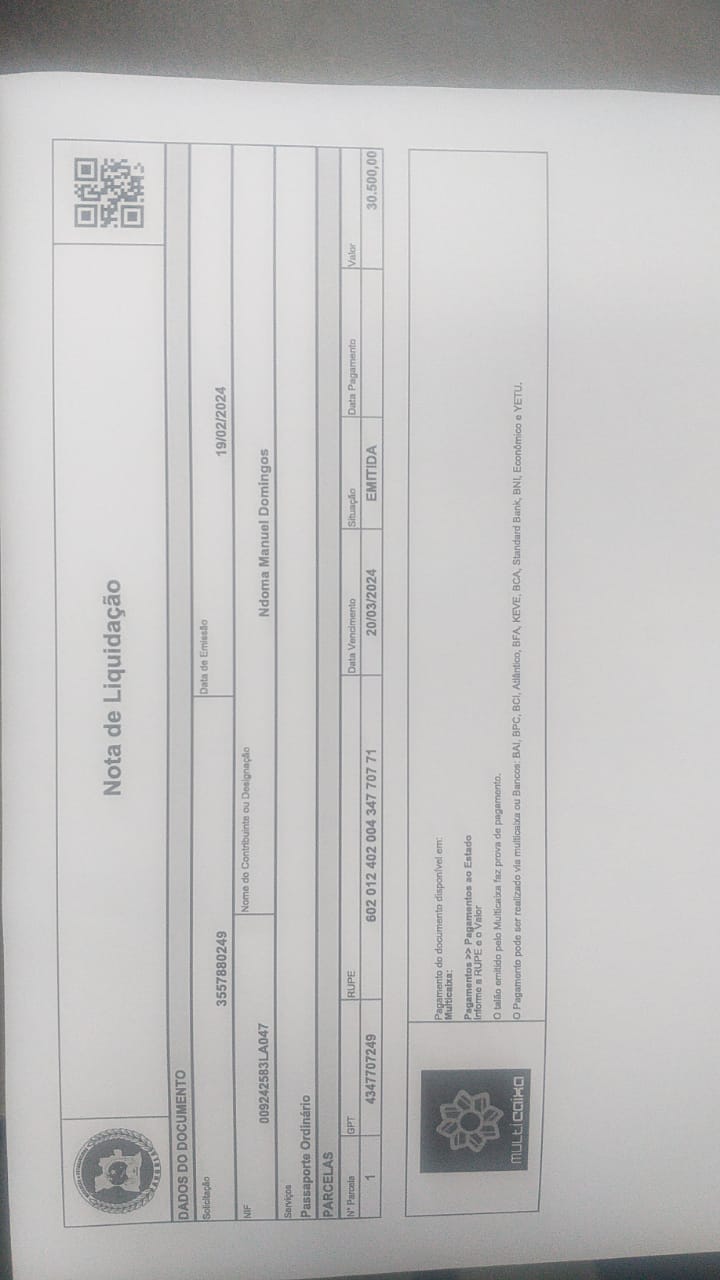 Nota de Liquidação
DADOS DO DOCUMENTO
Solicitação
3557880249
Data de Emissão
19/02/2024
NIF
009242583LA047
Nome do Contribuinte ou Designação
Ndoma Manuel Domingos
Serviços
Passaporte Ordinário
PARCELAS
N° Parcela GPT RUPE Data Vencimento Situação Data Pagamento Valor
1 4347707249 602 012 402 004 347 707 71 20/03/2024 EMITIDA 30.500,00
MULTICAIXA
Pagamento do documento disponível em:
Multicaixa:
Pagamentos >> Pagamentos ao Estado
Informe a RUPE e o Valor
O talão emitido pelo Multicaixa faz prova de pagamento.
O Pagamento pode ser realizado via multicaixa ou Bancos: BAI, BPC, BCI, Atlântico, BFA, KEVE, BCA, Standard Bank, BNI, Econômico e YETU.